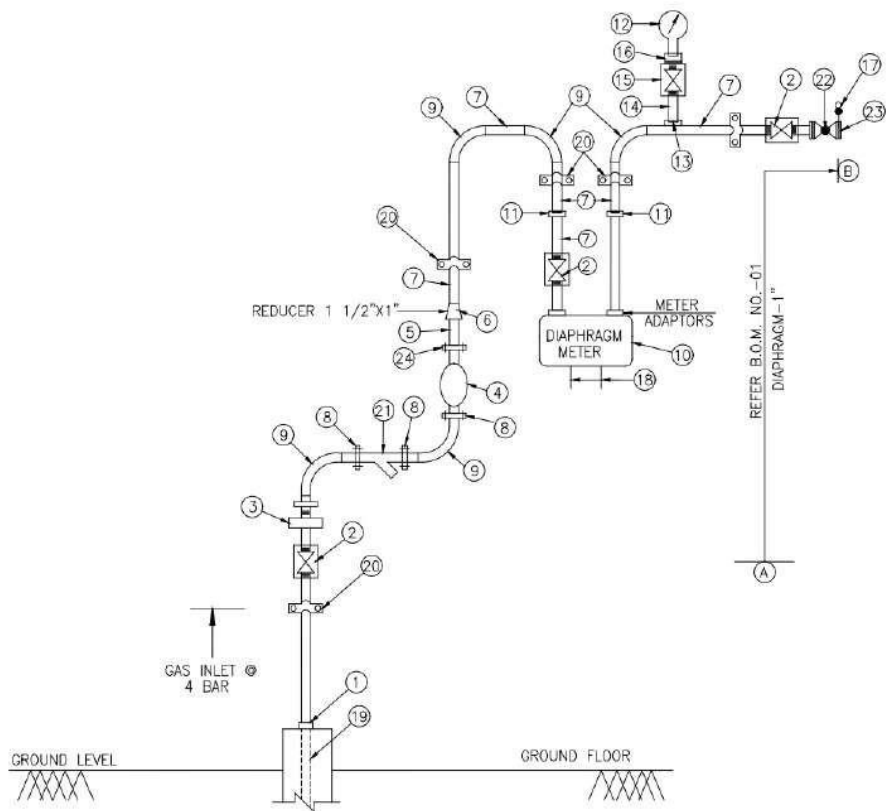 12
16
17
15
7
2
22
9
7
9
14
23
13
20
B
11
7
11
20
7
2
7
METER
ADAPTORS
REDUCER 1 1/2"X1"
6
5
DIAPHRAGM
METER
10
24
18
4
REFER B.O.M. NO.-01
DIAPHRAGM-1"
8
21
8
8
9
9
3
2
20
A
GAS INLET @
4 BAR
1
19
GROUND LEVEL
GROUND FLOOR